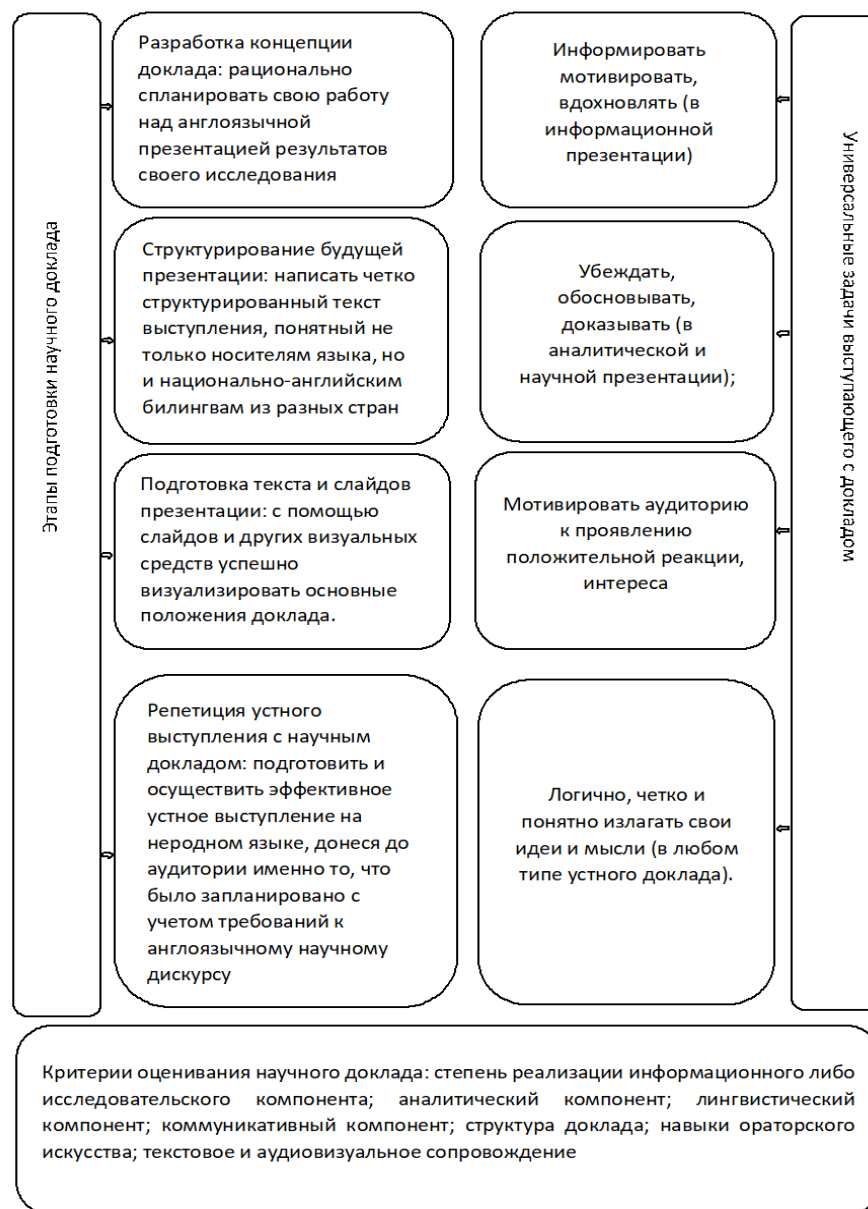 Этапы подготовки научного доклада
Разработка концепции
доклада: рационально
спланировать свою работу
над англоязычной
презентацией результатов
своего исследования
Структурирование будущей
презентации: написать четко
структурированный текст
выступления, понятный не
только носителям языка, но
и национально-английским
билингвам из разных стран
Подготовка текста и слайдов
презентации: с помощью
слайдов и других визуальных
средств успешно
визуализировать основные
положения доклада.
Репетиция устного
выступления с научным
докладом: подготовить и
осуществить эффективное
устное выступление на
неродном языке, донеся до
аудитории именно то, что
было запланировано с
учетом требований к
англоязычному научному
дискурсу
Информировать
мотивировать,
вдохновлять (в
информационной
презентации)
Убеждать,
обосновывать,
доказывать (в
аналитической и
научной презентации);
Мотивировать аудиторию
к проявлению
положительной реакции,
интереса
Логично, четко и
понятно излагать свои
идеи и мысли (в любом
типе устного доклада).
Универсальные задачи выступающего с докладом
Критерии оценивания научного доклада: степень реализации информационного либо
исследовательского компонента; аналитический компонент; лингвистический
компонент; коммуникативный компонент; структура доклада; навыки ораторского
искусства; текстовое и аудиовизуальное сопровождение